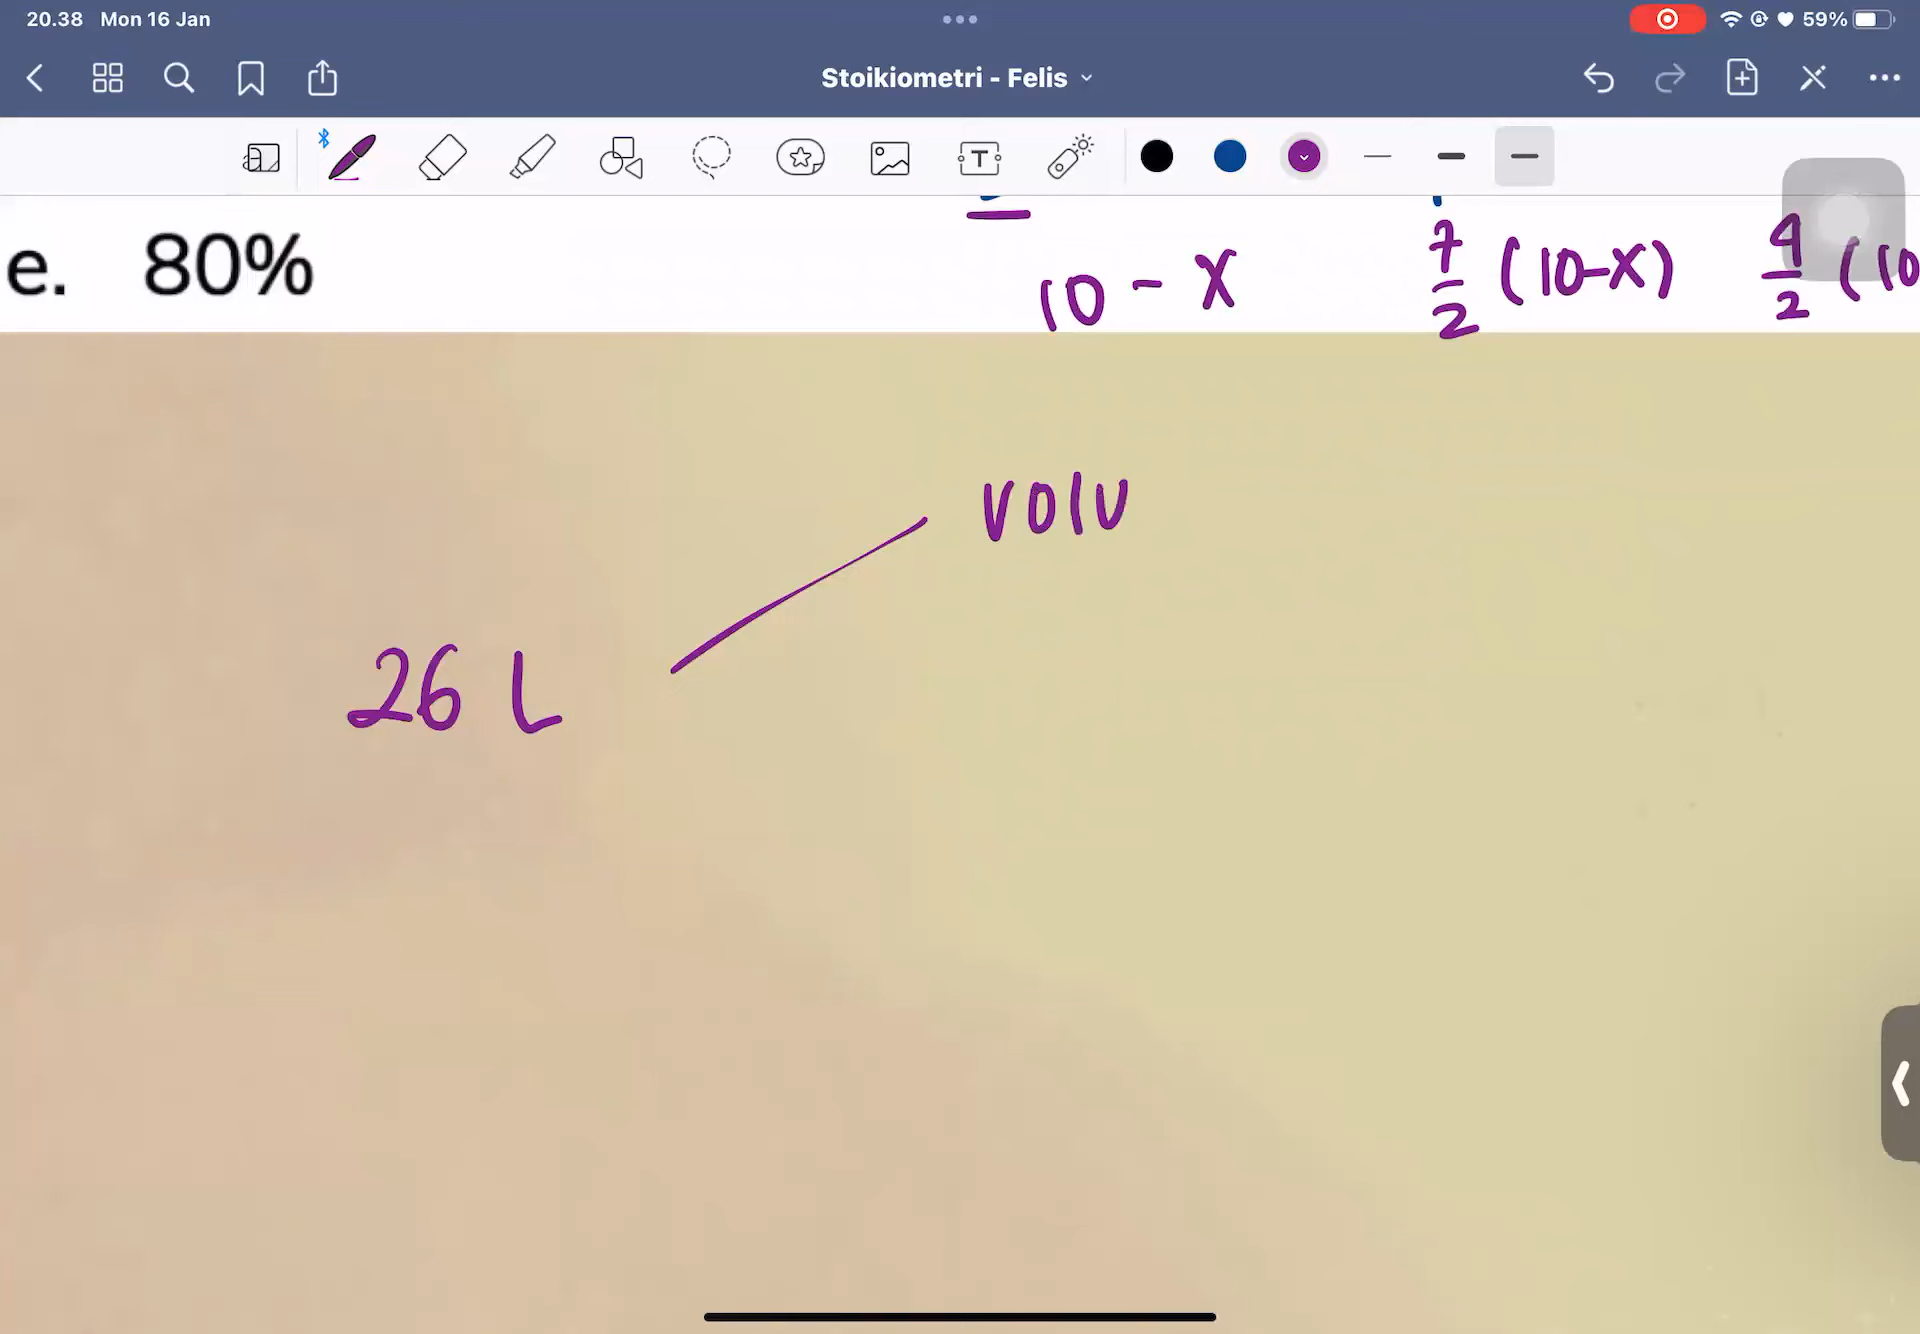 20.38 Mon 16 Jan 59%
Stoikiometri - Felis
e. 80%
10 - x 7/2 (10-x) 4/2 (10
volu
26 L